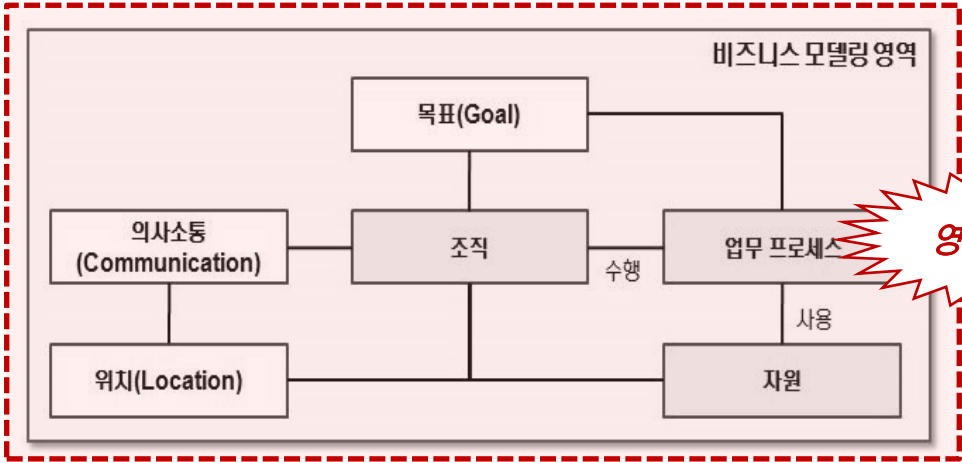 비즈니스 모델링 영역
목표(Goal)
의사소통
(Communication)
조직
수행
업무 프로세스
사용
위치(Location)
자원